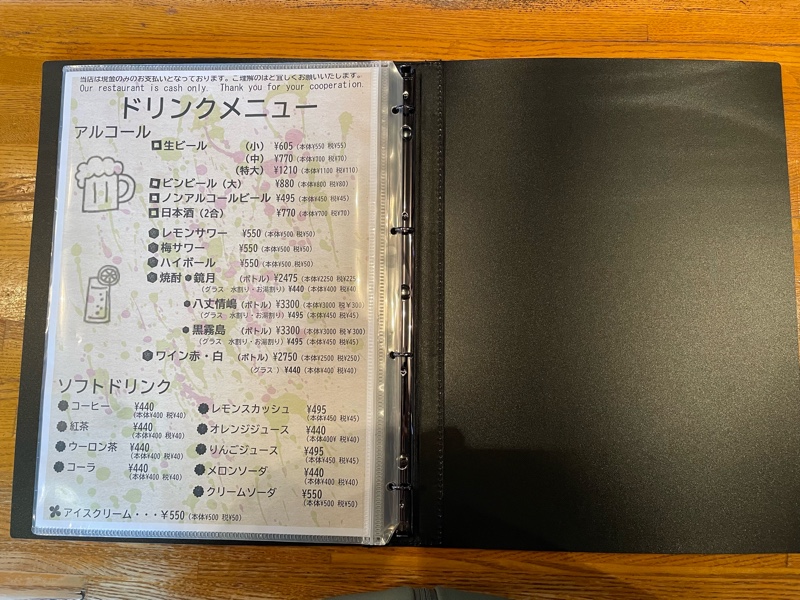 当店は現金のみのお支払いとなっております。ご理解のほど宜しくお願いいたします。
Our restaurant is cash only. Thank you for your cooperation.
ドリンクメニュー
アルコール
生ビール (小) ¥605 (本体¥550 税¥55)
(中) ¥770 (本体¥700 税¥70)
(特大) ¥1210 (本体¥1100 税¥110)
ビンビール (大) ¥880 (本体¥800 税¥80)
ノンアルコールビール ¥495 (本体¥450 税¥45)
日本酒 (2合) ¥770 (本体¥700 税¥70)
レモンサワー ¥550 (本体¥500 税¥50)
梅サワー ¥550 (本体¥500 税¥50)
ハイボール ¥550 (本体¥500 税¥50)
焼酎 ●鏡月 (ボトル) ¥2475 (本体¥2250 税¥225
(グラス 水割り・お湯割り) ¥440 (本体¥400 税¥40
●八丈情嶋 (ボトル) ¥3300 (本体¥3000 税¥300)
(グラス 水割り・お湯割り) ¥495 (本体¥450 税¥45)
●黒霧島 (ボトル) ¥3300 (本体¥3000 税¥300)
(グラス 水割り・お湯割り) ¥495 (本体¥450 税¥45)
ワイン赤・白 (ボトル) ¥2750 (本体¥2500 税¥250)
(グラス) ¥440 (本体¥400 税¥40)
ソフトドリンク
コーヒー ¥440
(本体¥400 税¥40)
紅茶 ¥440
(本体¥400 税¥40)
ウーロン茶 ¥440
(本体¥400 税¥40)
コーラ ¥440
(本体¥400 税¥40)
レモンスカッシュ ¥495
(本体¥450 税¥45)
オレンジジュース ¥440
(本体400¥ 税¥40)
りんごジュース ¥495
(本体¥450 税¥45)
メロンソーダ ¥440
(本体¥400 税¥40)
クリームソーダ ¥550
(本体¥500 税¥50)
アイスクリーム・・・¥550 (本体¥500 税¥50)